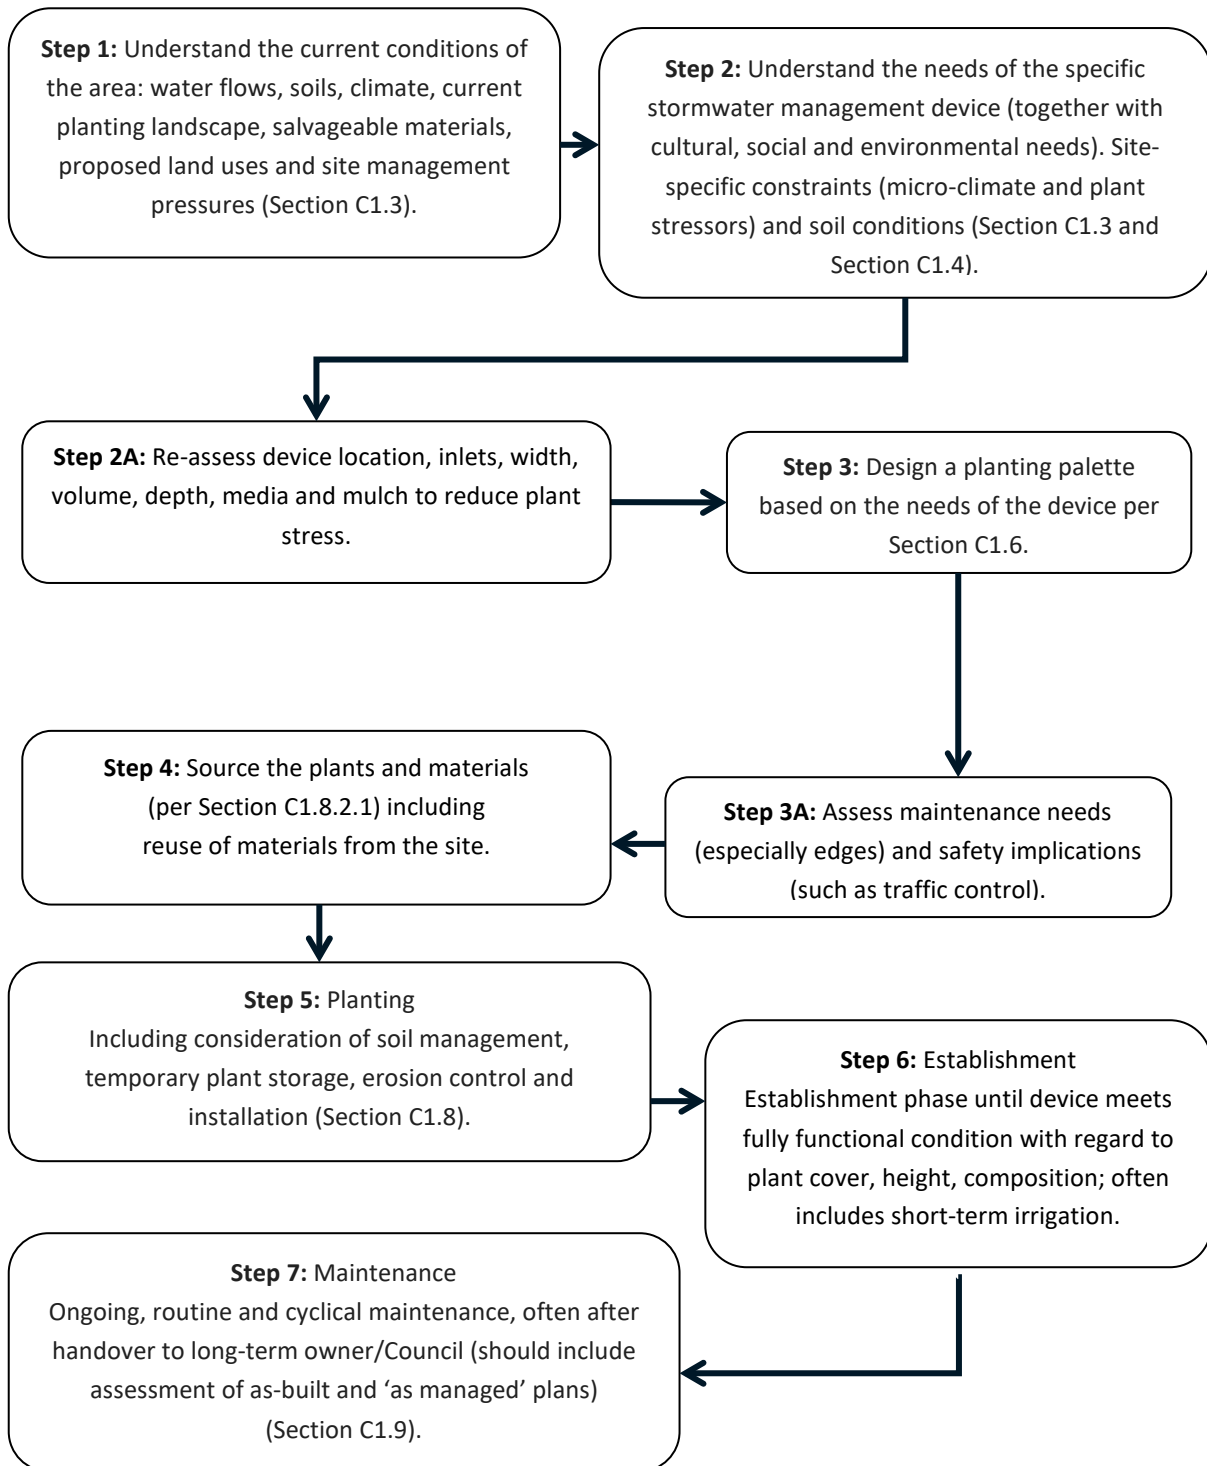 Step 1: Understand the current conditions of
the area: water flows, soils, climate, current
planting landscape, salvageable materials,
proposed land uses and site management
pressures (Section C1.3).
Step 2: Understand the needs of the specific
stormwater management device (together with
cultural, social and environmental needs). Site-
specific constraints (micro-climate and plant
stressors) and soil conditions (Section C1.3 and
Section C1.4).
Step 2A: Re-assess device location, inlets, width,
volume, depth, media and mulch to reduce plant
stress.
Step 3: Design a planting palette
based on the needs of the device per
Section C1.6.
Step 3A: Assess maintenance needs
(especially edges) and safety implications
(such as traffic control).
Step 4: Source the plants and materials
(per Section C1.8.2.1) including
reuse of materials from the site.
Step 5: Planting
Including consideration of soil management,
temporary plant storage, erosion control and
installation (Section C1.8).
Step 6: Establishment
Establishment phase until device meets
fully functional condition with regard to
plant cover, height, composition; often
includes short-term irrigation.
Step 7: Maintenance
Ongoing, routine and cyclical maintenance, often after
handover to long-term owner/Council (should include
assessment of as-built and ‘as managed’ plans)
(Section C1.9).